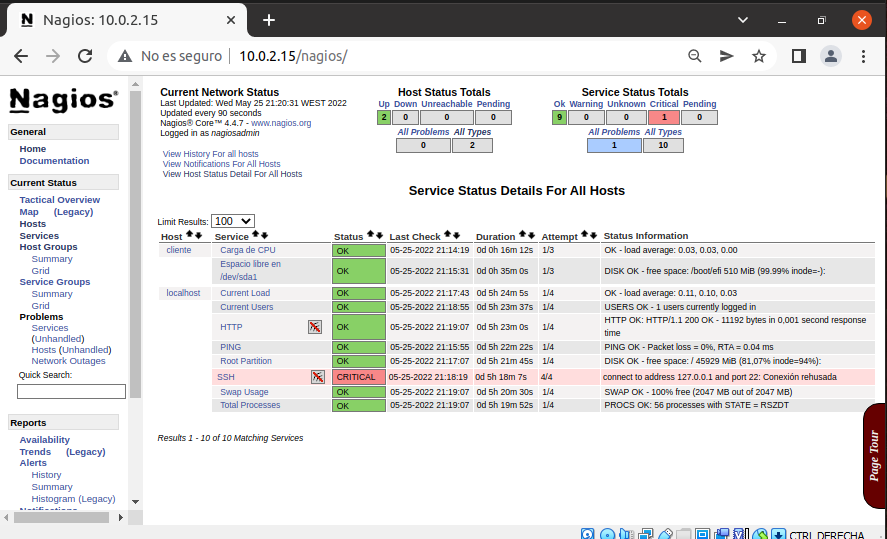 Nagios: 10.0.2.15
No es seguro 10.0.2.15/nagios/
Nagios®
General
Home
Documentation
Current Status
Tactical Overview
Map (Legacy)
Hosts
Services
Host Groups
Summary
Grid
Service Groups
Summary
Grid
Problems
Services
(Unhandled)
Hosts (Unhandled)
Network Outages
Quick Search:
Reports
Availability
Trends (Legacy)
Alerts
History
Summary
Histogram (Legacy)
Notifications
Current Network Status
Last Updated: Wed May 25 21:20:31 WEST 2022
Updated every 90 seconds
Nagios® Core™ 4.4.7 - www.nagios.org
Logged in as nagiosadmin
View History For all hosts
View Notifications For All Hosts
View Host Status Detail For All Hosts
Host Status Totals
Up Down Unreachable Pending
2 0 0 0
All Problems All Types
0 2
Service Status Totals
Ok Warning Unknown Critical Pending
9 0 0 1 0
All Problems All Types
1 10
Service Status Details For All Hosts
Limit Results: 100
Host Service Status Last Check Duration Attempt Status Information
cliente Carga de CPU OK 05-25-2022 21:14:19 0d 0h 16m 12s 1/3 OK - load average: 0.03, 0.03, 0.00
Espacio libre en
/dev/sda1 OK 05-25-2022 21:15:31 0d 0h 35m 0s 1/3 DISK OK - free space: /boot/efi 510 MiB (99.99% inode=-):
localhost Current Load OK 05-25-2022 21:17:43 0d 5h 24m 5s 1/4 OK - load average: 0.11, 0.10, 0.03
Current Users OK 05-25-2022 21:18:55 0d 5h 23m 37s 1/4 USERS OK - 1 users currently logged in
HTTP OK 05-25-2022 21:19:07 0d 5h 23m 0s 1/4 HTTP OK: HTTP/1.1 200 OK - 11192 bytes in 0,001 second response
time
PING OK 05-25-2022 21:15:55 0d 5h 22m 22s 1/4 PING OK - Packet loss = 0%, RTA = 0.04 ms
Root Partition OK 05-25-2022 21:17:07 0d 5h 21m 45s 1/4 DISK OK - free space: / 45929 MiB (81,07% inode=94%):
SSH CRITICAL 05-25-2022 21:18:19 0d 5h 18m 7s 4/4 connect to address 127.0.0.1 and port 22: Conexión rehusada
Swap Usage OK 05-25-2022 21:19:07 0d 5h 20m 30s 1/4 SWAP OK - 100% free (2047 MB out of 2047 MB)
Total Processes OK 05-25-2022 21:19:07 0d 5h 19m 52s 1/4 PROCS OK: 56 processes with STATE = RSZDT
Results 1 - 10 of 10 Matching Services
Page Tour
CTRL DERECHA